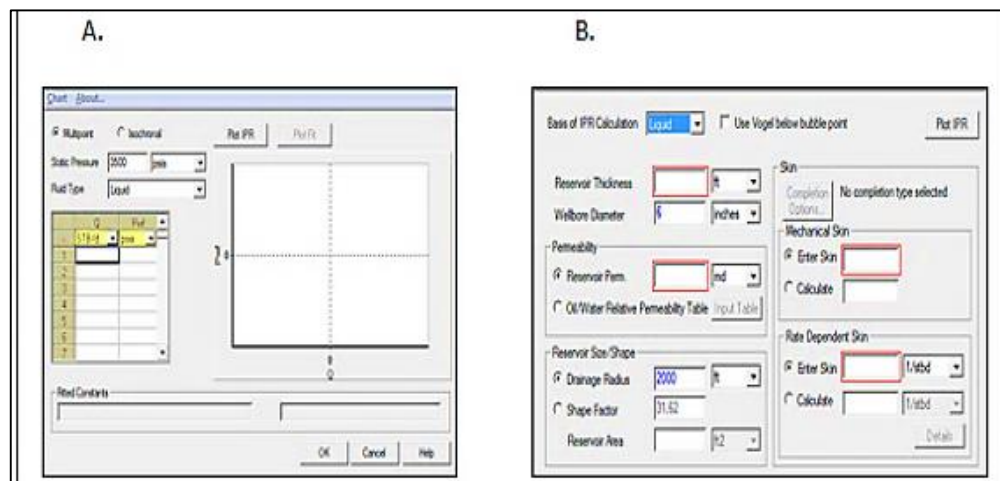 A.
Chart About...
Multipoint Isochronal Plot IPR Plot Fit
Static Pressure 3500 psia
Fluid Type Liquid
Q Pwf
STB/d psia
1
2
3
4
5
6
7
0
0
Q
Fitted Constants
OK Cancel Help
B.
Basis of IPR Calculation Liquid Use Vogel below bubble point Plot IPR
Reservoir Thickness ft
Wellbore Diameter 6 inches
Permeability
Reservoir Perm. md
Oil/Water Relative Permeability Table Input Table
Reservoir Size/Shape
Drainage Radius 2000 ft
Shape Factor 31.62
Reservoir Area ft2
Skin
Completion Options... No completion type selected
Mechanical Skin
Enter Skin
Calculate
Rate Dependent Skin
Enter Skin 1/stbd
Calculate 1/stbd
Details